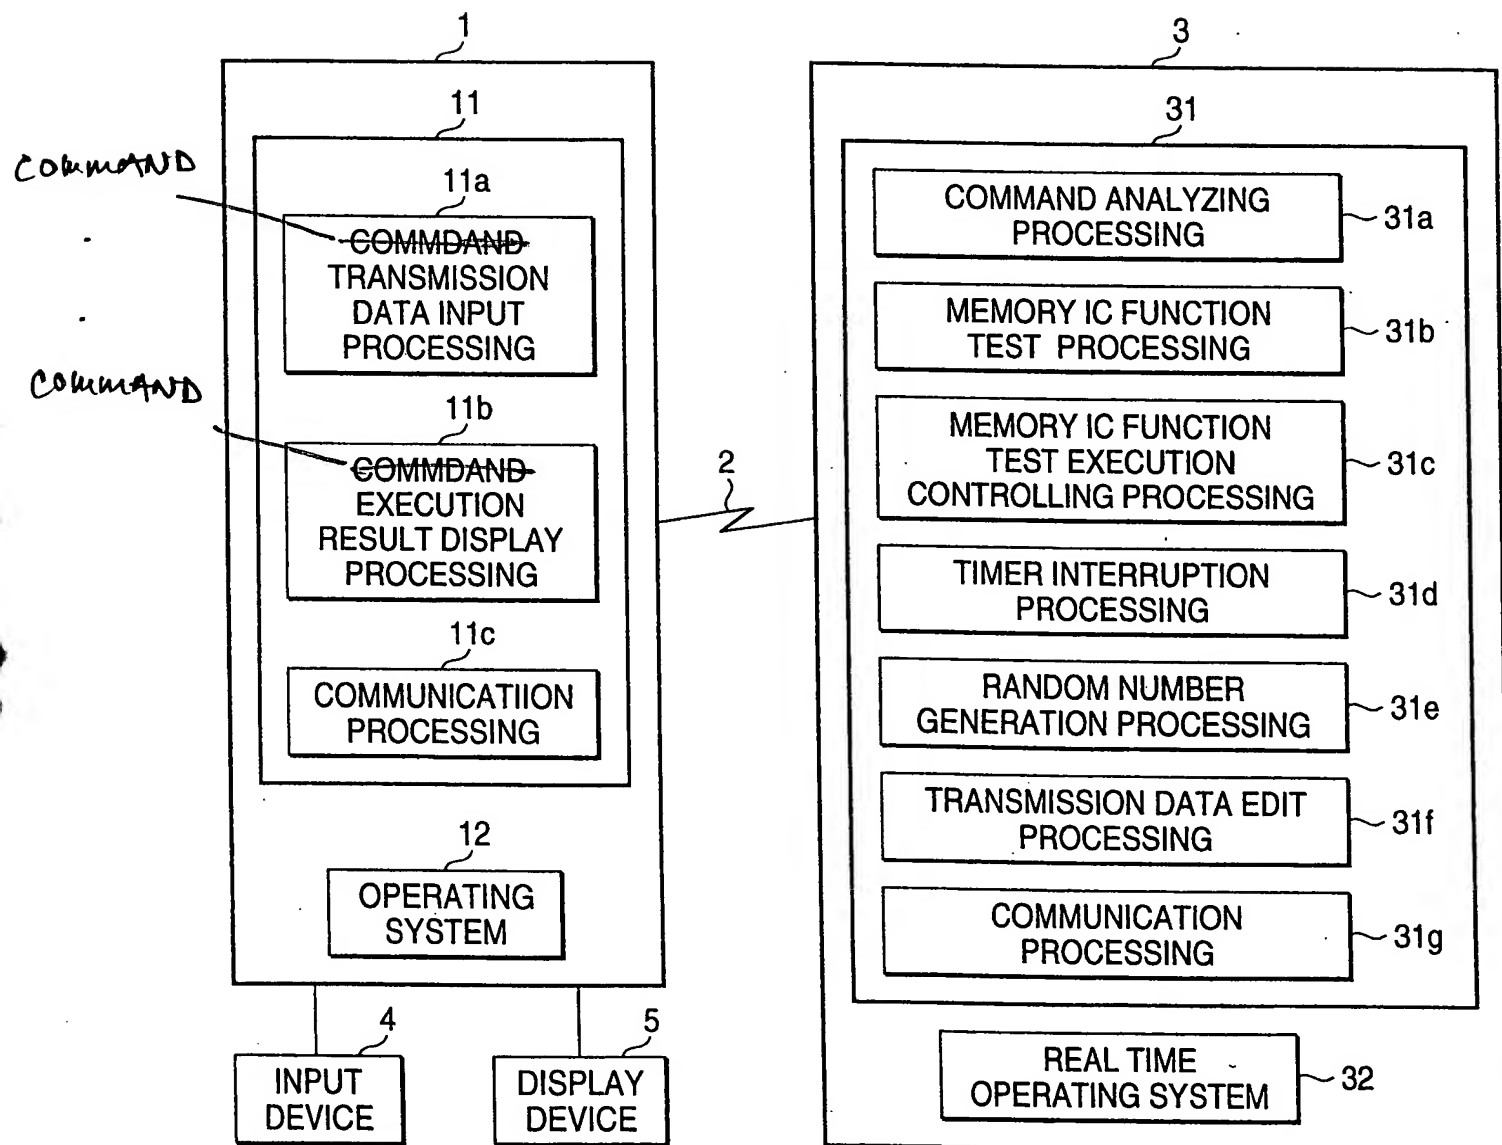 1
11
COMMAND
11a
COMMDAND
TRANSMISSION
DATA INPUT
PROCESSING
COMMAND
11b
COMMDAND
EXECUTION
RESULT DISPLAY
PROCESSING
11c
COMMUNICATIION
PROCESSING
12
OPERATING
SYSTEM
4
INPUT
DEVICE
5
DISPLAY
DEVICE
2
3
31
COMMAND ANALYZING
PROCESSING
31a
MEMORY IC FUNCTION
TEST PROCESSING
31b
MEMORY IC FUNCTION
TEST EXECUTION
CONTROLLING PROCESSING
31c
TIMER INTERRUPTION
PROCESSING
31d
RANDOM NUMBER
GENERATION PROCESSING
31e
TRANSMISSION DATA EDIT
PROCESSING
31f
COMMUNICATION
PROCESSING
31g
REAL TIME
OPERATING SYSTEM
32